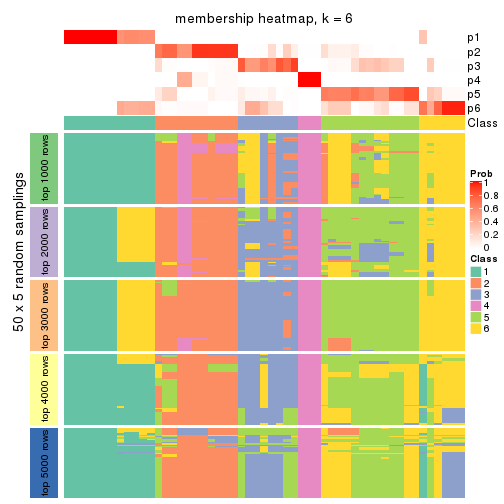 membership heatmap, k = 6
p1
p2
p3
p4
p5
p6
Class
50 x 5 random samplings
top 1000 rows
top 2000 rows
top 3000 rows
top 4000 rows
top 5000 rows
Prob
1
0.8
0.6
0.4
0.2
0
Class
1
2
3
4
5
6